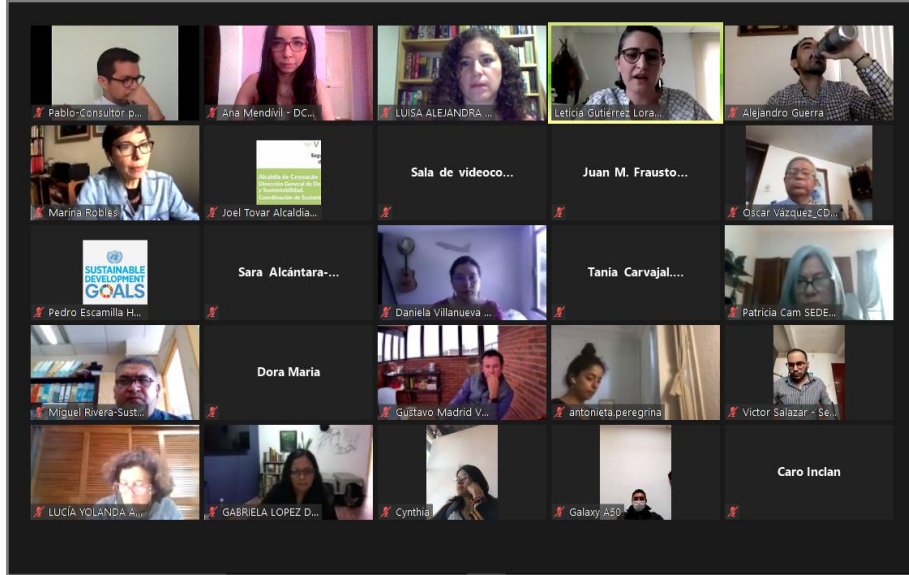 Pablo-Consultor p...
Ana Mendívil - DC...
LUISA ALEJANDRA ...
Leticia Gutiérrez Lora...
Alejandro Guerra
Marina Robles
Alcaldía de Coyoacán
Dirección General de De
y Sustentabilidad.
Coordinación de Sustent
Joel Tovar Alcaldia...
Sala de videoco...
Juan M. Frausto...
Oscar Vázquez_CD...
SUSTAINABLE
DEVELOPMENT
GOALS
Pedro Escamilla H...
Sara Alcántara-...
Daniela Villanueva ...
Tania Carvajal....
Patricia Cam SEDE...
Miguel Rivera-Sust...
Dora Maria
Gustavo Madrid V...
antonieta.peregrina
Victor Salazar - Se...
LUCÍA YOLANDA A...
GABRIELA LOPEZ D...
Cynthia
Galaxy A50
Caro Inclan